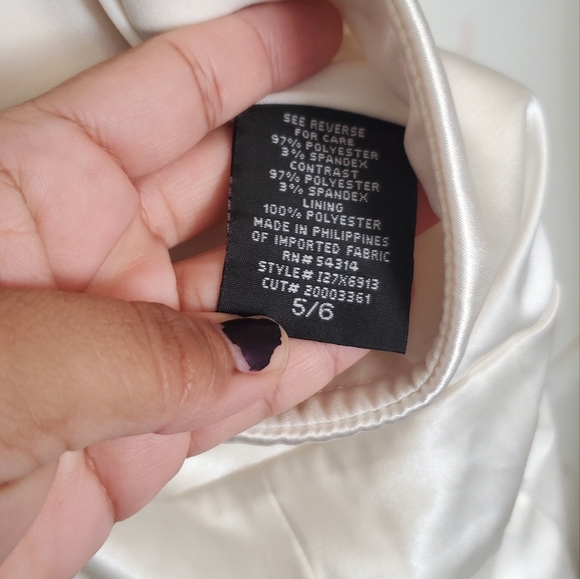 SEE REVERSE
FOR CARE
97% POLYESTER
3% SPANDEX
CONTRAST
97% POLYESTER
3% SPANDEX
LINING
100% POLYESTER
MADE IN PHILIPPINES
OF IMPORTED FABRIC
RN# 54314
STYLE# I27X6913
CUT# 20003361
5/6